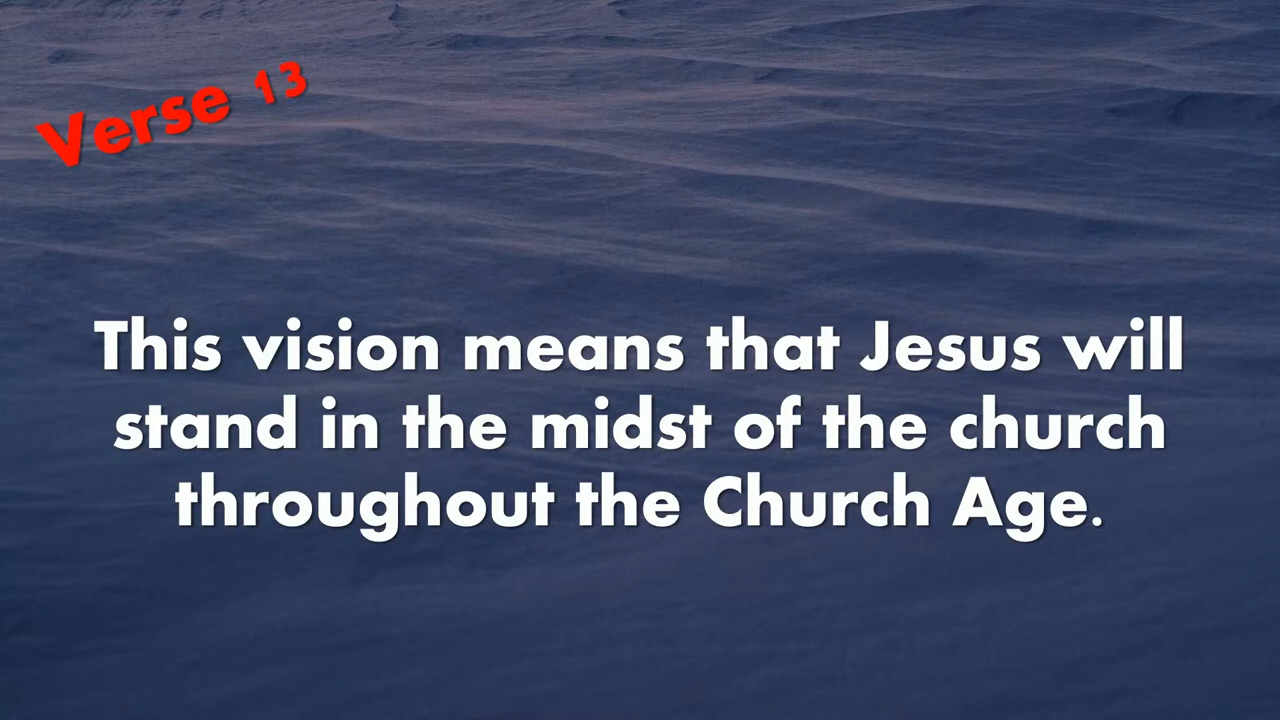 Verse 13
This vision means that Jesus will
stand in the midst of the church
throughout the Church Age.